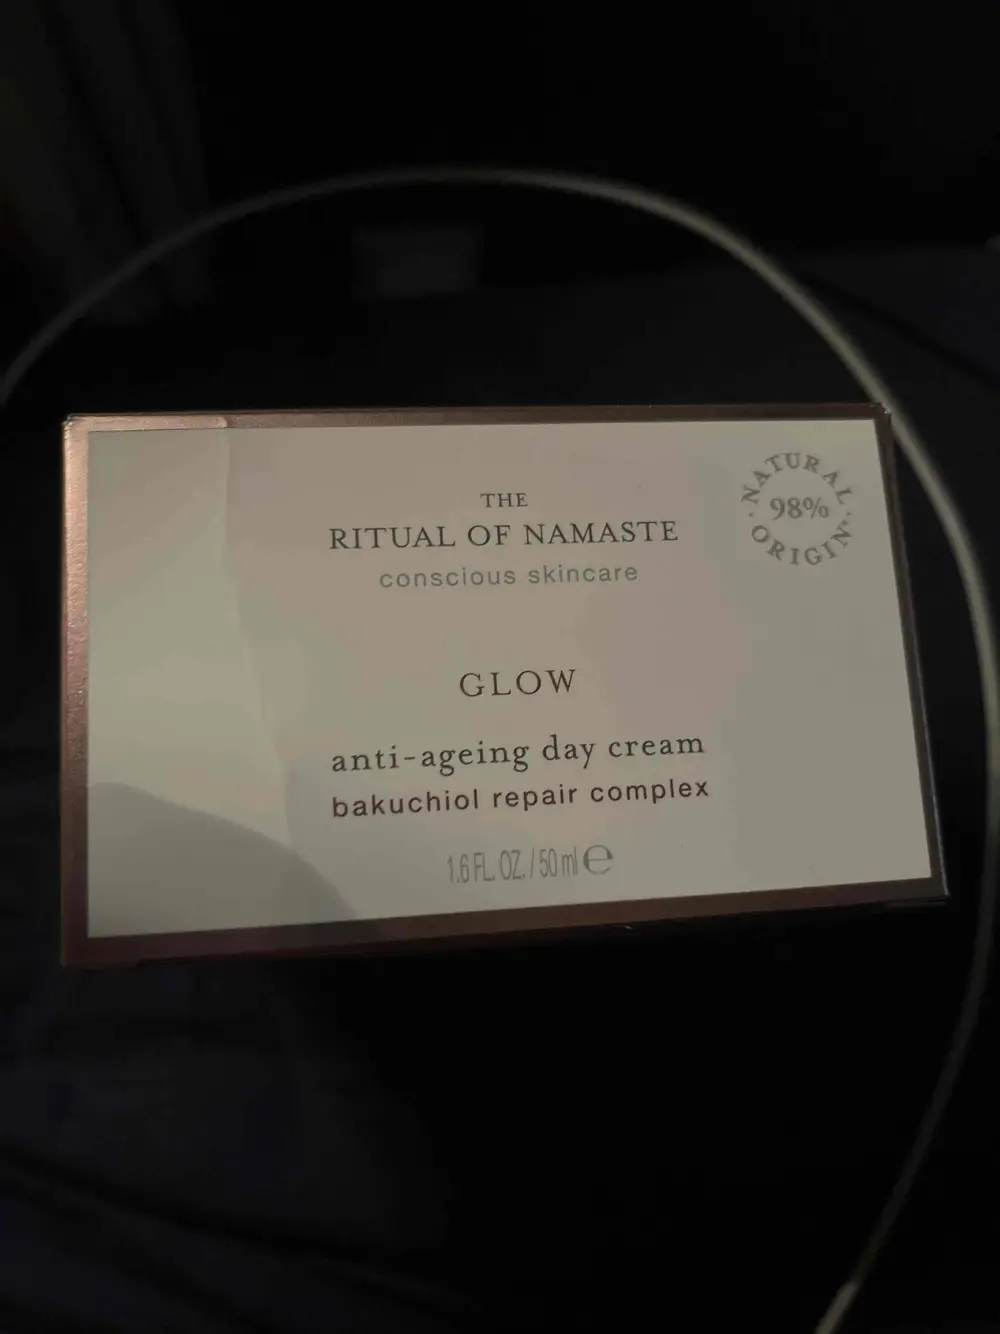 THE
RITUAL OF NAMASTE
conscious skincare
· NATURAL ·
98%
ORIGIN*
GLOW
anti-ageing day cream
bakuchiol repair complex
1.6 FL. OZ. / 50 ml ℮